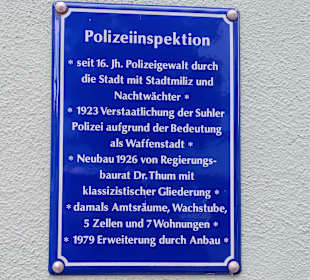 Polizeiinspektion
* seit 16. Jh. Polizeigewalt durch
die Stadt mit Stadtmiliz und
Nachtwächter *
* 1923 Verstaatlichung der Suhler
Polizei aufgrund der Bedeutung
als Waffenstadt *
* Neubau 1926 von Regierungs-
baurat Dr. Thum mit
klassizistischer Gliederung *
* damals Amtsräume, Wachstube,
5 Zellen und 7 Wohnungen *
* 1979 Erweiterung durch Anbau *